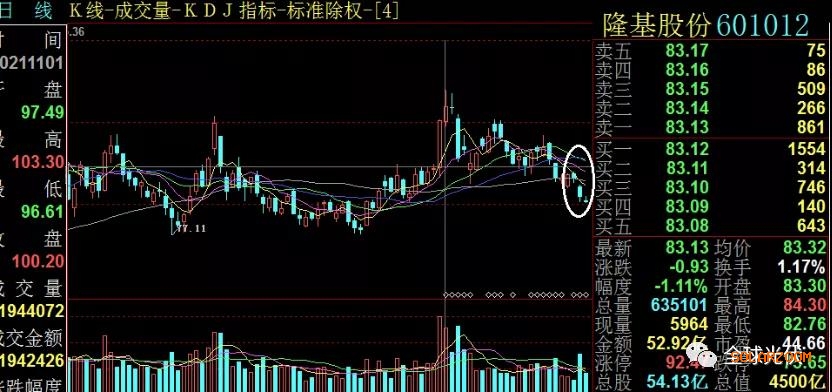 日 线 K线-成交量-KDJ指标-标准除权-[4]
隆基股份 601012
.36
时 间
0211101
开 盘
97.49
最 高
103.30
最 低
96.61
收 盘
100.20
成 交 量
1944072
成交金额
1942426
涨跌幅度
77.11
卖五 83.17 75
卖四 83.16 86
卖三 83.15 509
卖二 83.14 266
卖一 83.13 861
买一 83.12 1554
买二 83.11 314
买三 83.10 746
买四 83.09 140
买五 83.08 643
最新 83.13 均价 83.32
涨跌 -0.93 换手 1.17%
幅度 -1.11% 开盘 83.30
总量 635101 最高 84.30
现量 5964 最低 82.76
金额 52.92 市 44.66
涨停 92.4 跌停 75.65
总股 54.13亿 总值 4500亿
全球光